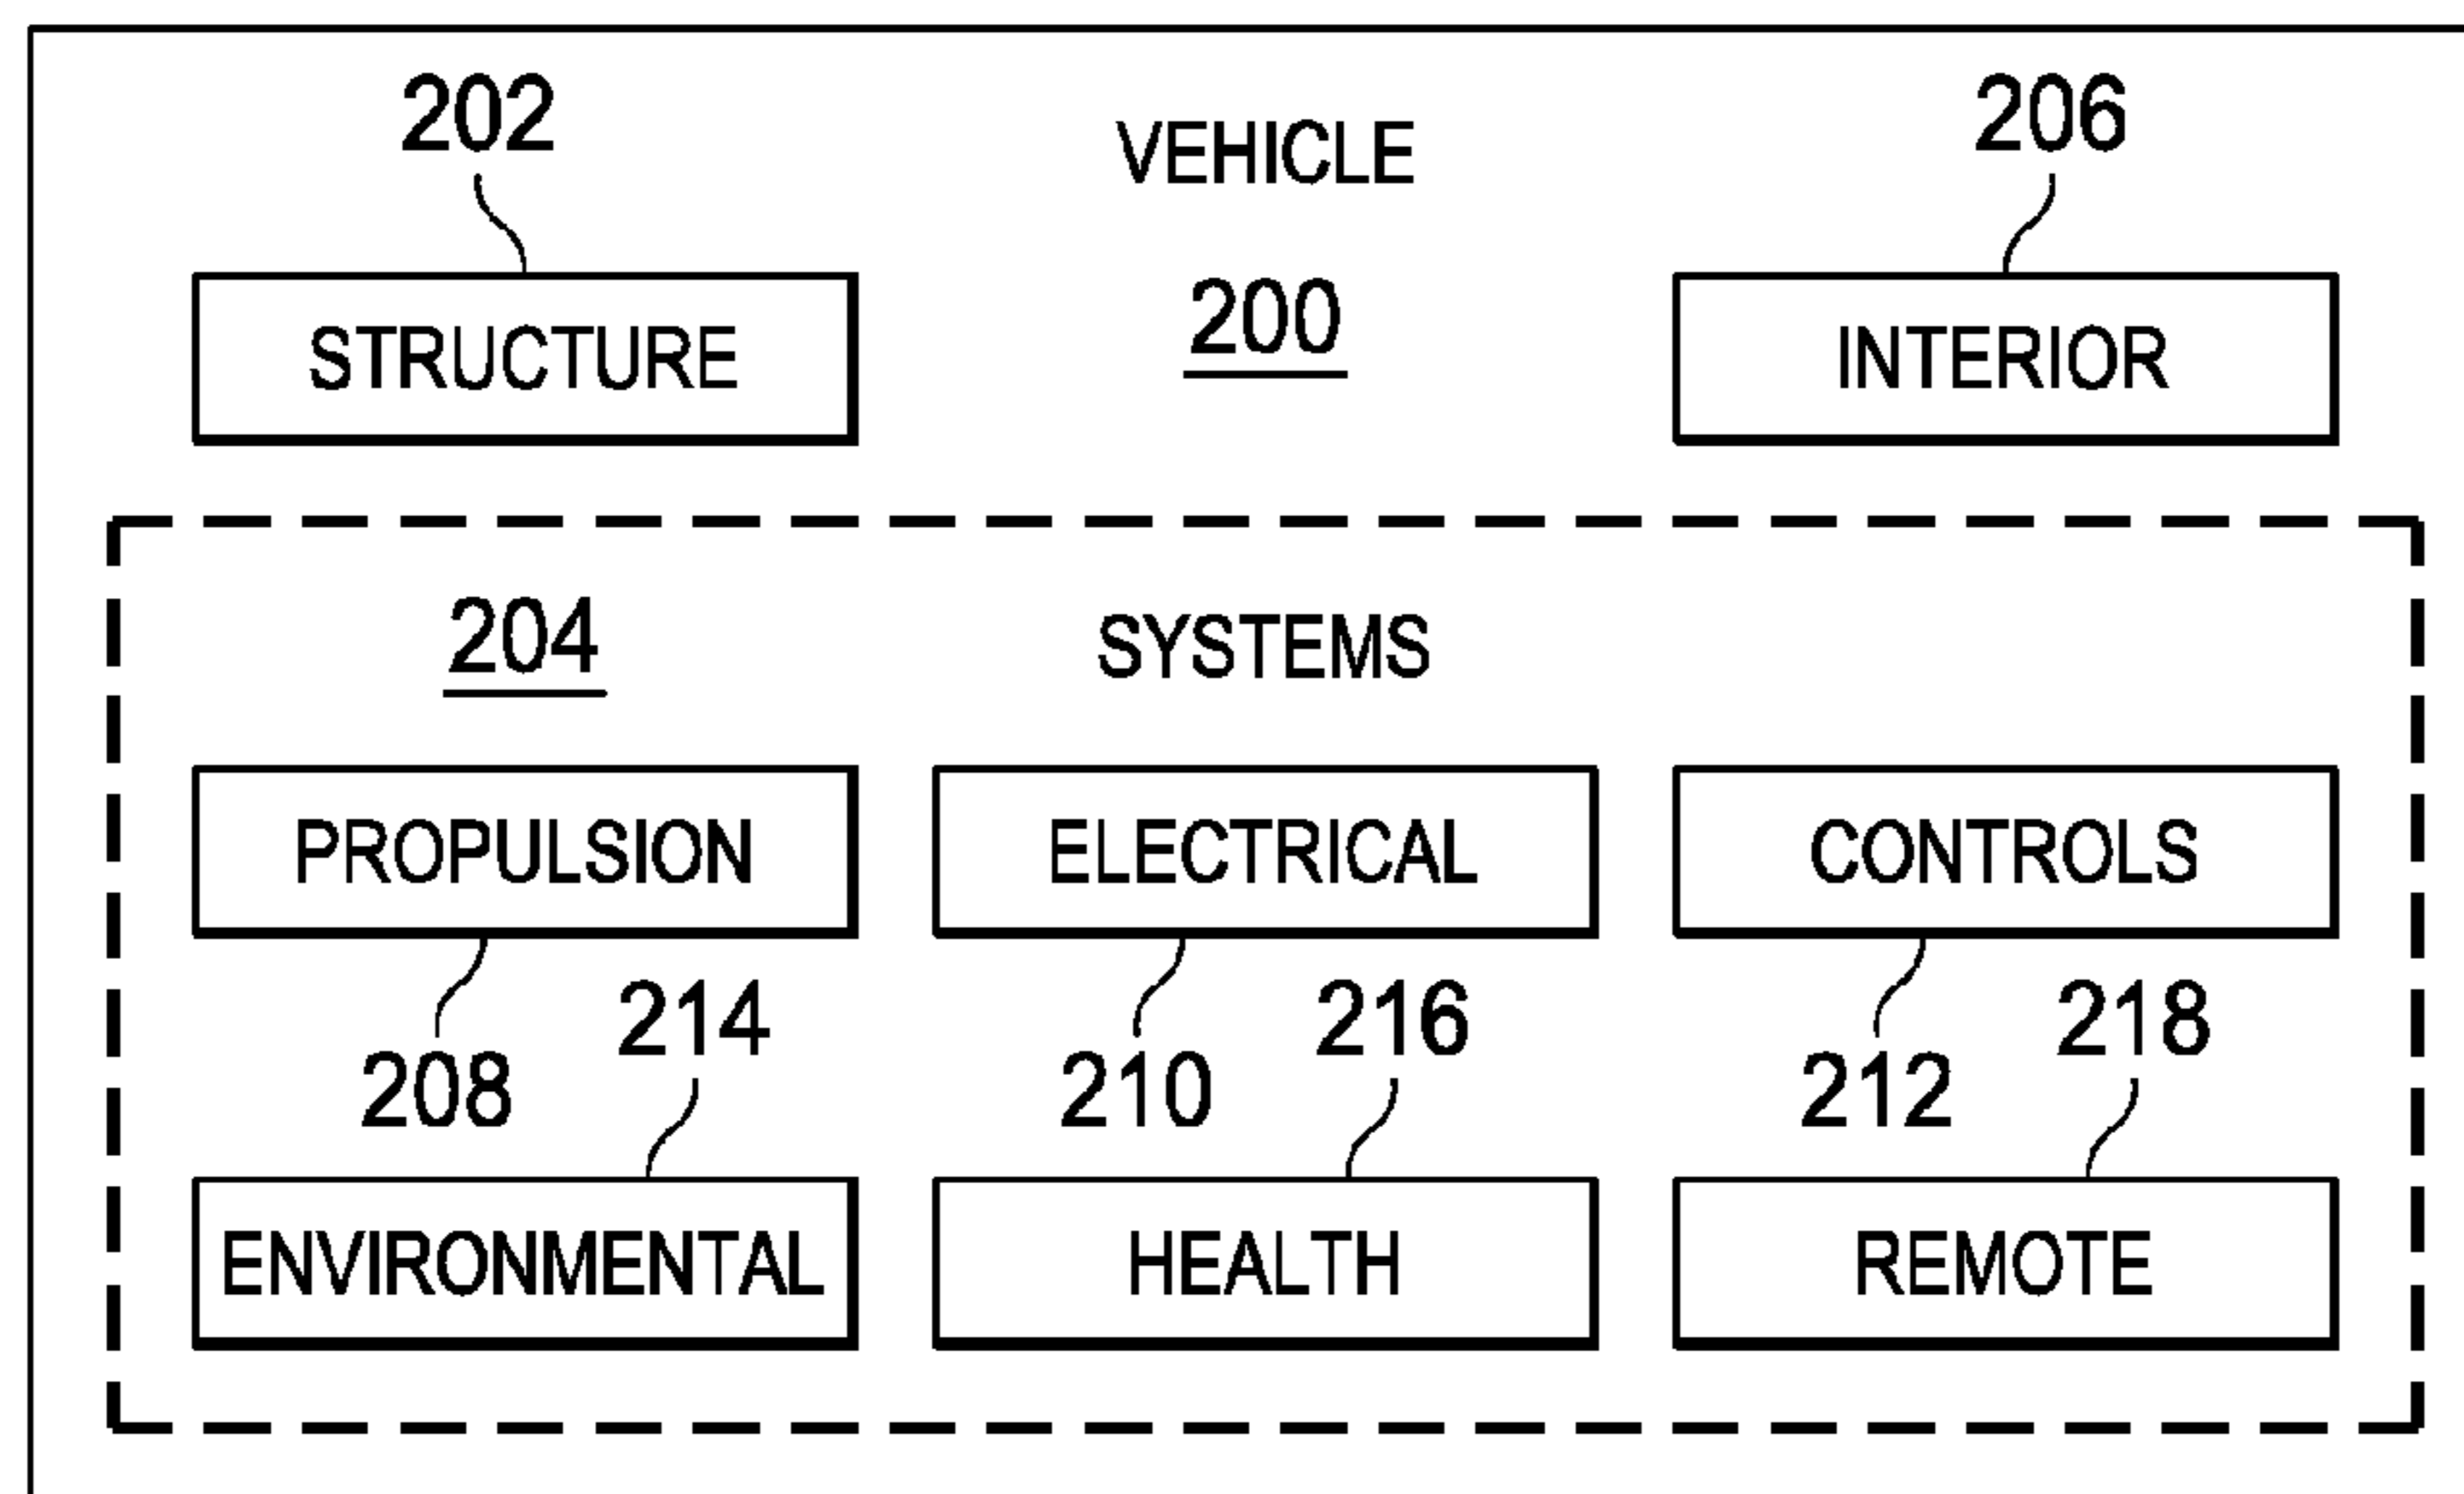 202
VEHICLE
206
STRUCTURE
200
INTERIOR
204
SYSTEMS
PROPULSION
ELECTRICAL
CONTROLS
208
214
210
216
212
218
ENVIRONMENTAL
HEALTH
REMOTE